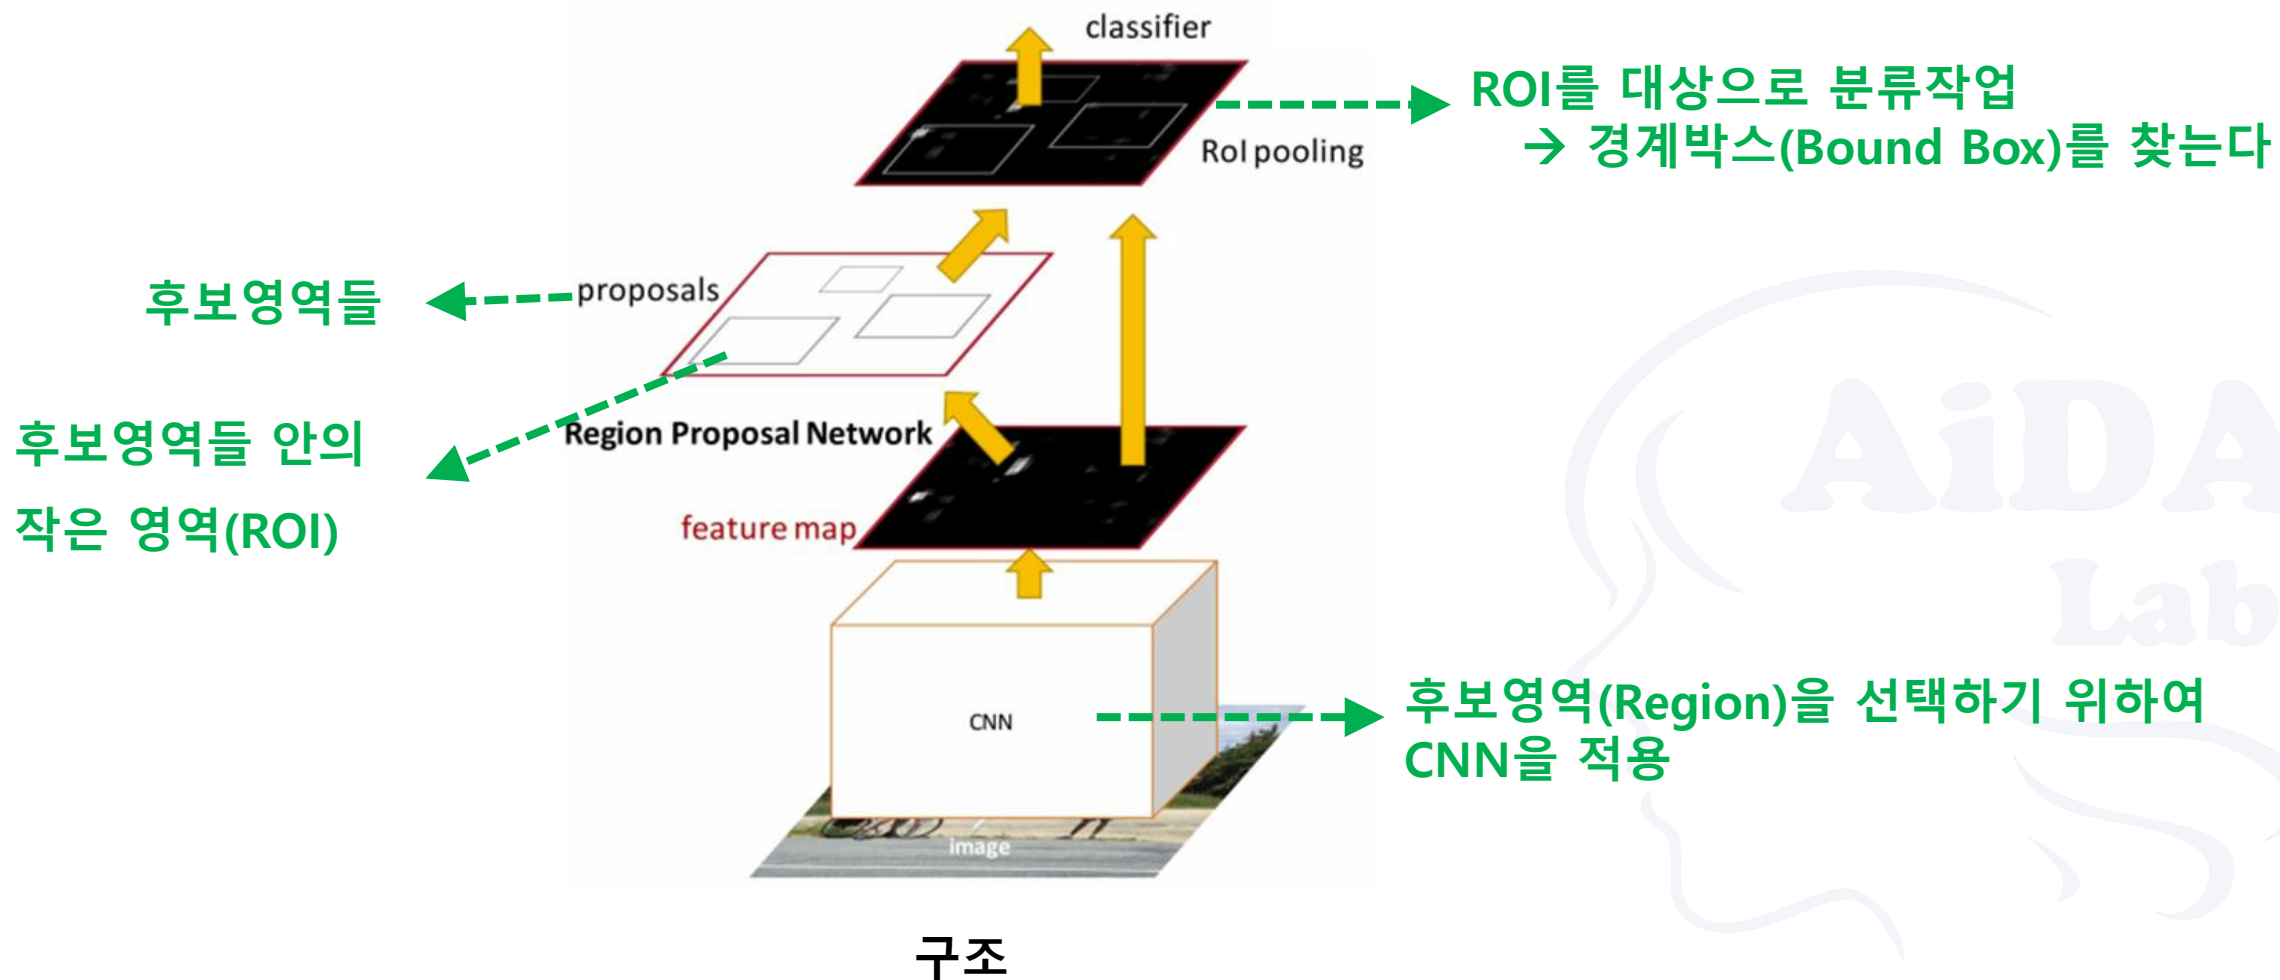 classifier
ROI를 대상으로 분류작업
→ 경계박스(Bound Box)를 찾는다
RoI pooling
후보영역들
proposals
후보영역들 안의
작은 영역(ROI)
Region Proposal Network
feature map
CNN
후보영역(Region)을 선택하기 위하여
CNN을 적용
image
구조
AiDA
Lab